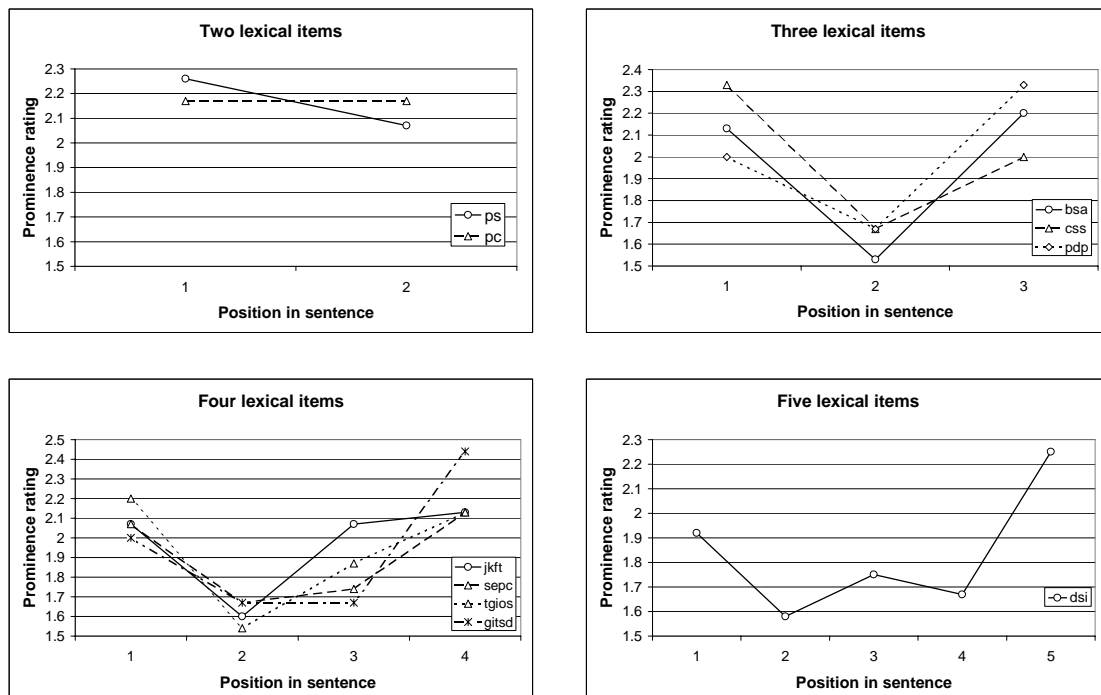 Two lexical items
2.3
2.2
2.1
2
1.9
1.8
1.7
1.6
1.5
1 2
Position in sentence
Prominence rating
ps
pc
Three lexical items
2.4
2.3
2.2
2.1
2
1.9
1.8
1.7
1.6
1.5
1 2 3
Position in sentence
Prominence rating
bsa
css
pdp
Four lexical items
2.5
2.4
2.3
2.2
2.1
2
1.9
1.8
1.7
1.6
1.5
1 2 3 4
Position in sentence
Prominence rating
jkft
sepc
tgios
gitsd
Five lexical items
2.3
2.2
2.1
2
1.9
1.8
1.7
1.6
1.5
1 2 3 4 5
Position in sentence
Prominence rating
dsi